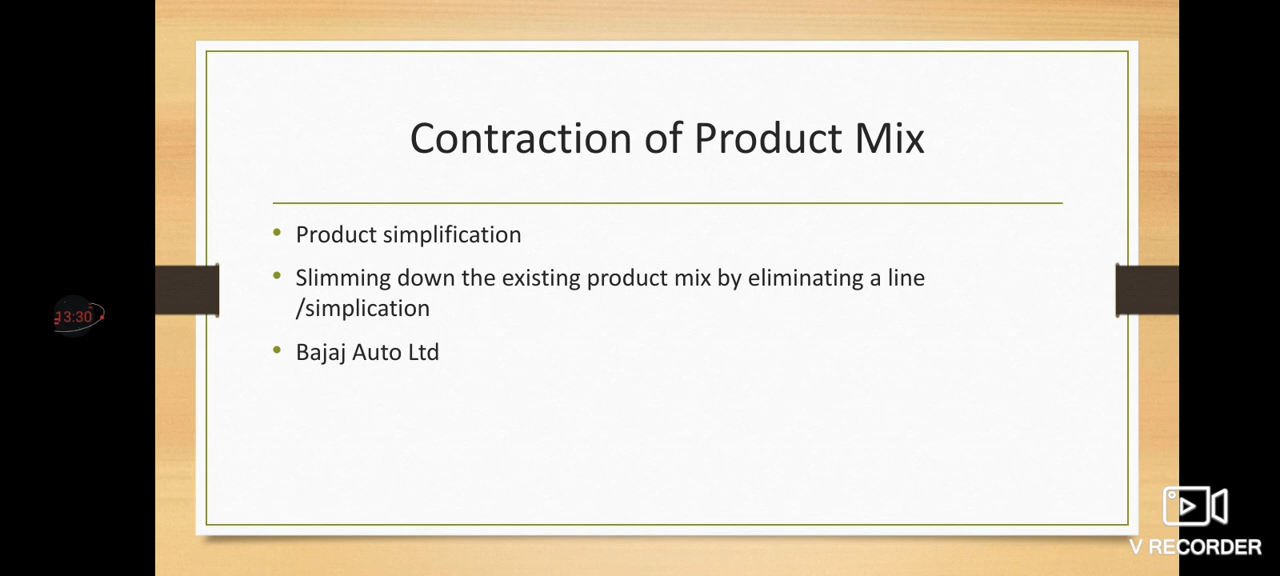 Contraction of Product Mix
• Product simplification
• Slimming down the existing product mix by eliminating a line
/simplication
• Bajaj Auto Ltd
13:30
V RECORDER